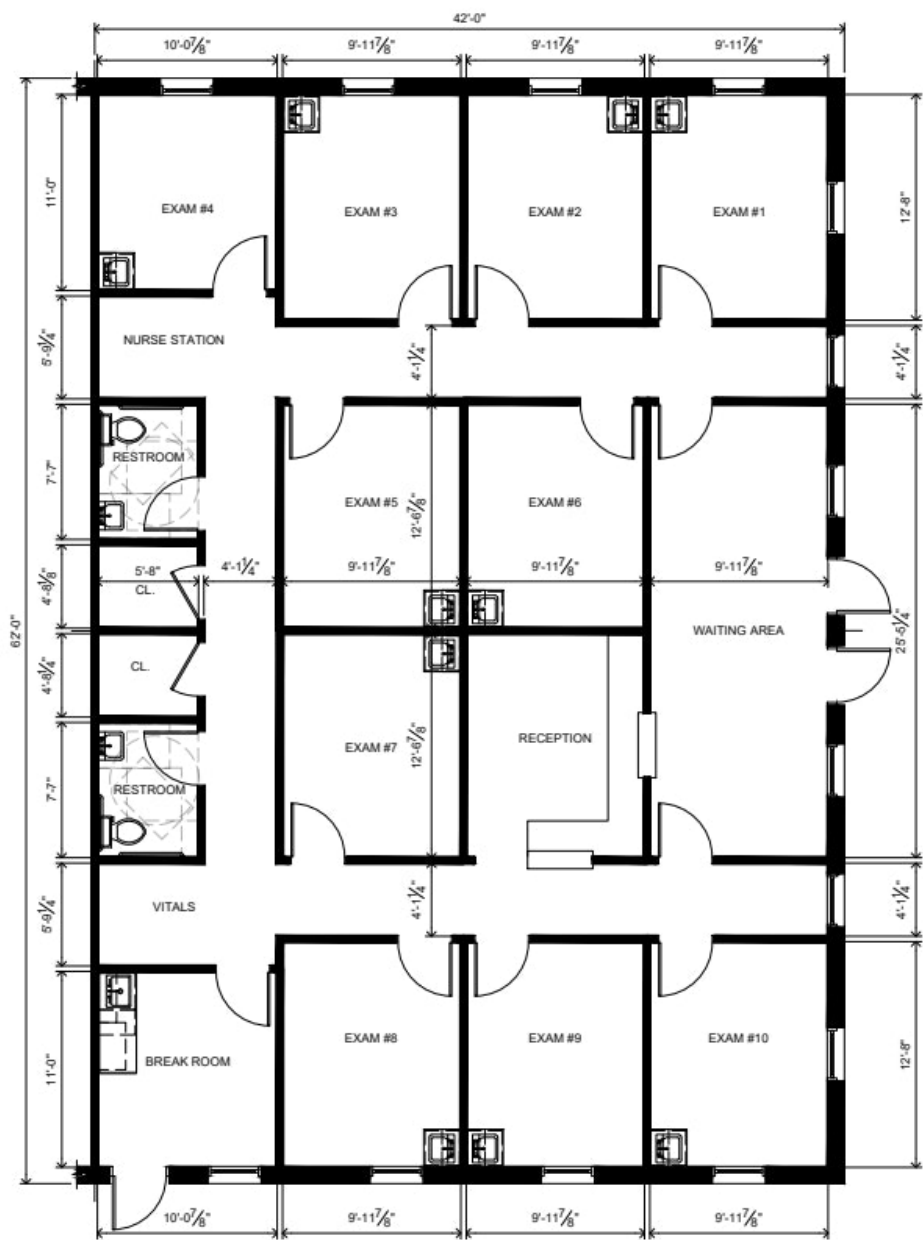 42'-0"
10'-0⅞"
9'-11⅞"
9'-11⅞"
9'-11⅞"
11'-0"
EXAM #4
EXAM #3
EXAM #2
EXAM #1
12'-8"
5'-9¼"
NURSE STATION
4'-1¼"
4'-1¼"
7'-7"
RESTROOM
EXAM #5
12'-6⅞"
EXAM #6
4'-8⅛"
5'-8"
4'-1¼"
9'-11⅞"
9'-11⅞"
9'-11⅞"
CL.
62'-0"
WAITING AREA
25'-5¼"
4'-8¼"
CL.
EXAM #7
12'-6⅞"
RECEPTION
7'-7"
RESTROOM
5'-9¼"
VITALS
4'-1¼"
4'-1¼"
11'-0"
BREAK ROOM
EXAM #8
EXAM #9
EXAM #10
12'-8"
10'-0⅞"
9'-11⅞"
9'-11⅞"
9'-11⅞"